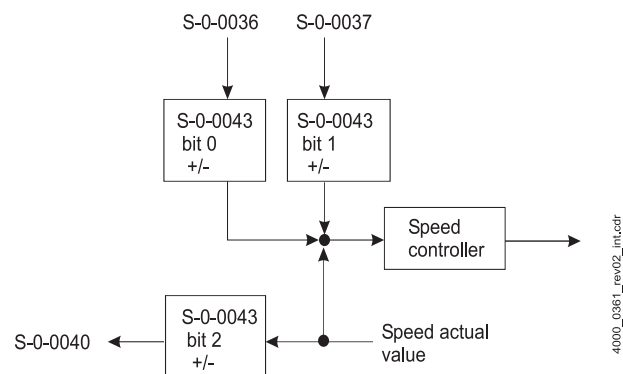 S-0-0036
S-0-0037
S-0-0043
bit 0
+/-
S-0-0043
bit 1
+/-
Speed
controller
S-0-0040
S-0-0043
bit 2
+/-
Speed actual
value
4000_0361_rev02_int.cdr